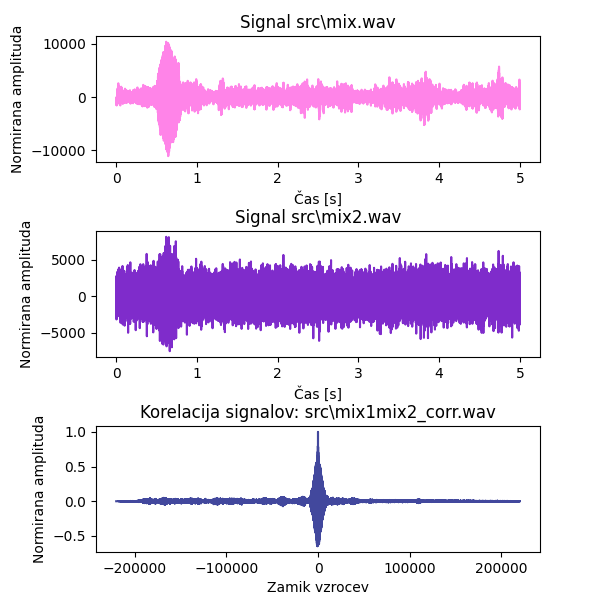 Signal src\mix.wav
Normirana amplituda
10000
0
−10000
0 1 2 3 4 5
Čas [s]
Signal src\mix2.wav
Normirana amplituda
5000
0
−5000
0 1 2 3 4 5
Čas [s]
Korelacija signalov: src\mix1mix2_corr.wav
Normirana amplituda
1.0
0.5
0.0
−0.5
−200000 −100000 0 100000 200000
Zamik vzrocev